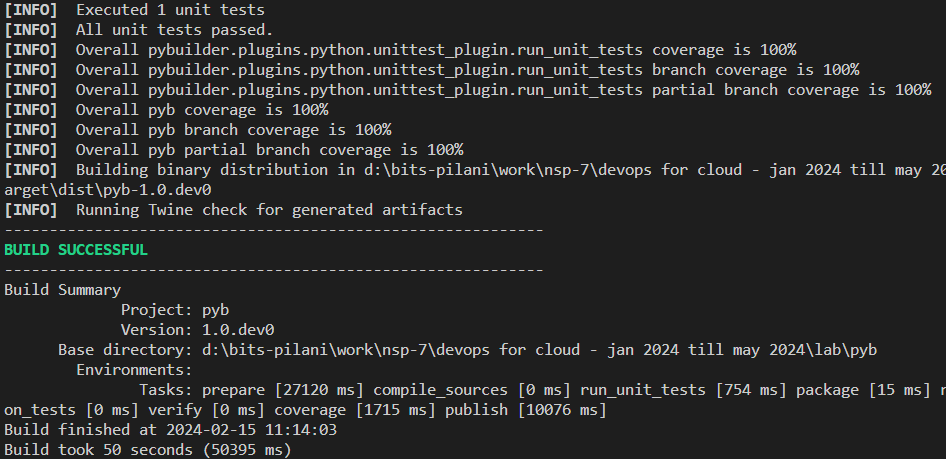 [INFO]  Executed 1 unit tests
[INFO]  All unit tests passed.
[INFO]  Overall pybuilder.plugins.python.unittest_plugin.run_unit_tests coverage is 100%
[INFO]  Overall pybuilder.plugins.python.unittest_plugin.run_unit_tests branch coverage is 100%
[INFO]  Overall pybuilder.plugins.python.unittest_plugin.run_unit_tests partial branch coverage is 100%
[INFO]  Overall pyb coverage is 100%
[INFO]  Overall pyb branch coverage is 100%
[INFO]  Overall pyb partial branch coverage is 100%
[INFO]  Building binary distribution in d:\bits-pilani\work\nsp-7\devops for cloud - jan 2024 till may 20
arget\dist\pyb-1.0.dev0
[INFO]  Running Twine check for generated artifacts
------------------------------------------------------------
BUILD SUCCESSFUL
------------------------------------------------------------
Build Summary
             Project: pyb
             Version: 1.0.dev0
      Base directory: d:\bits-pilani\work\nsp-7\devops for cloud - jan 2024 till may 2024\lab\pyb
        Environments:
               Tasks: prepare [27120 ms] compile_sources [0 ms] run_unit_tests [754 ms] package [15 ms] r
on_tests [0 ms] verify [0 ms] coverage [1715 ms] publish [10076 ms]
Build finished at 2024-02-15 11:14:03
Build took 50 seconds (50395 ms)